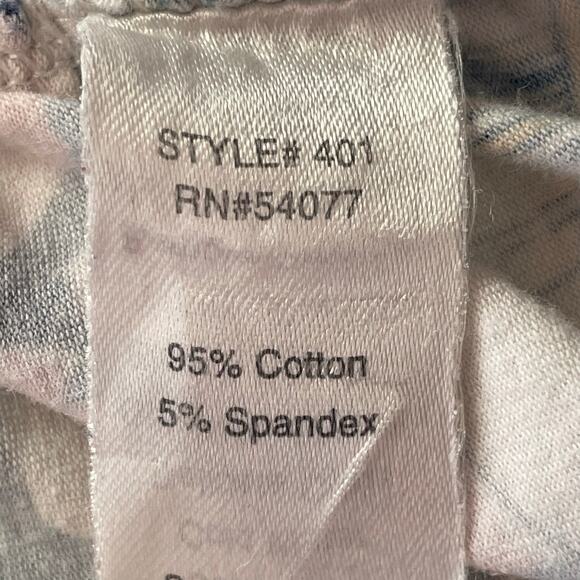 STYLE# 401
RN#54077
95% Cotton
5% Spandex